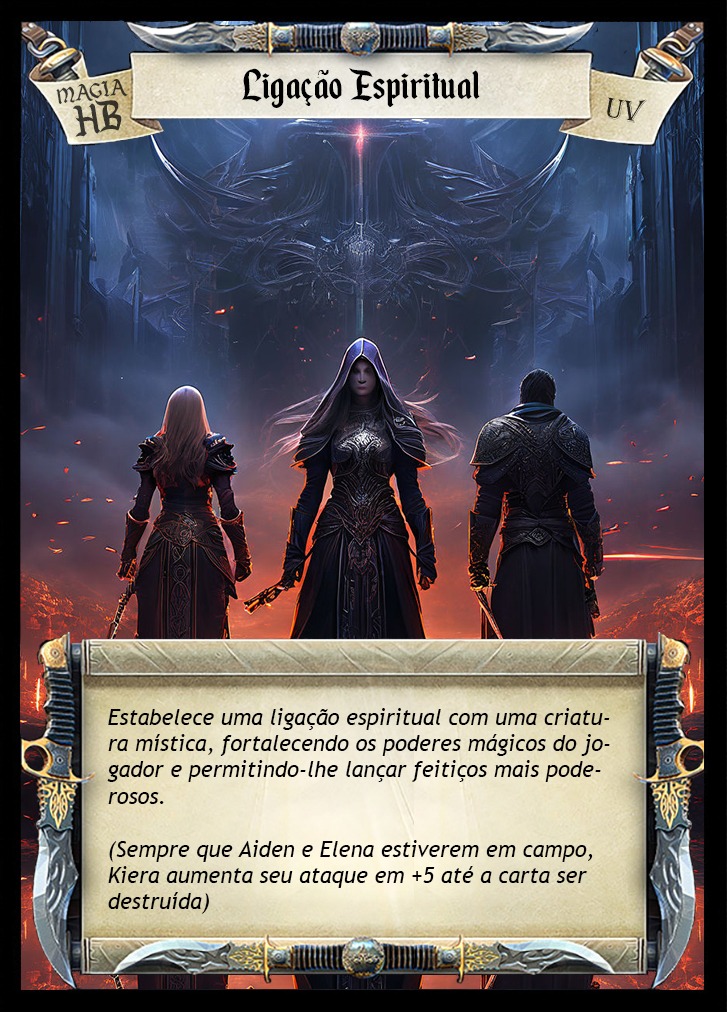 MAGIA
HB
Ligação Espiritual
UV
Estabelece uma ligação espiritual com uma criatu-
ra mística, fortalecendo os poderes mágicos do jo-
gador e permitindo-lhe lançar feitiços mais pode-
rosos.
(Sempre que Aiden e Elena estiverem em campo,
Kiera aumenta seu ataque em +5 até a carta ser
destruída)